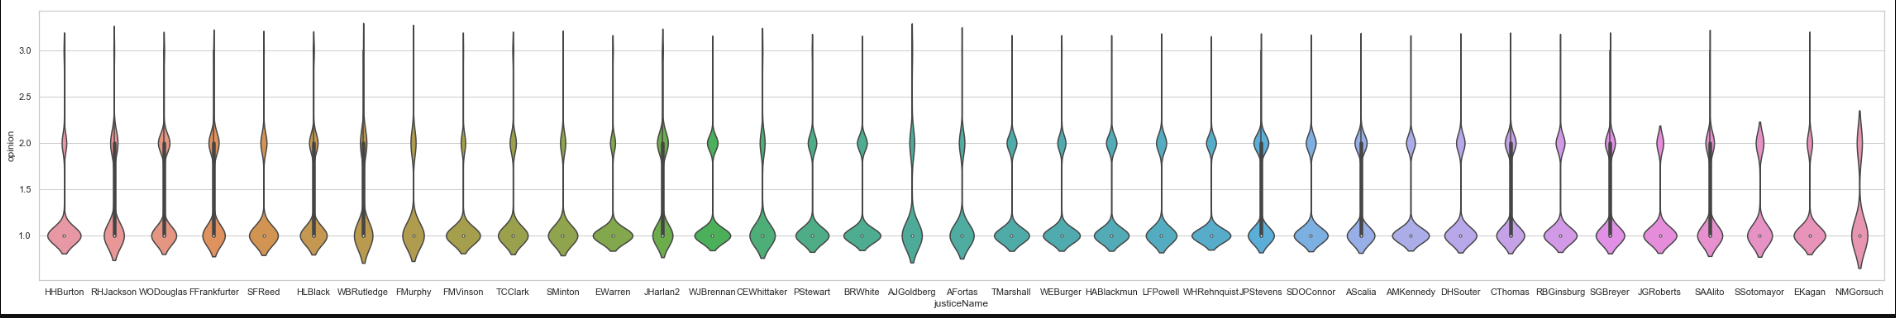 3.0
2.5
2.0
1.5
1.0
opinion
HHBurton RHJackson WODouglas FFrankfurter SFReed HLBlack WBRutledge FMurphy FMVinson TCClark SMinton EWarren JHarlan2 WJBrennan CEWhittaker PStewart BRWhite AJGoldberg AFortas TMarshall WEBurger HABlackmun LFPowell WHRehnquist JPStevens SDOConnor AScalia AMKennedy DHSouter CThomas RBGinsburg SGBreyer JGRoberts SAAlito SSotomayor EKagan NMGorsuch
justiceName